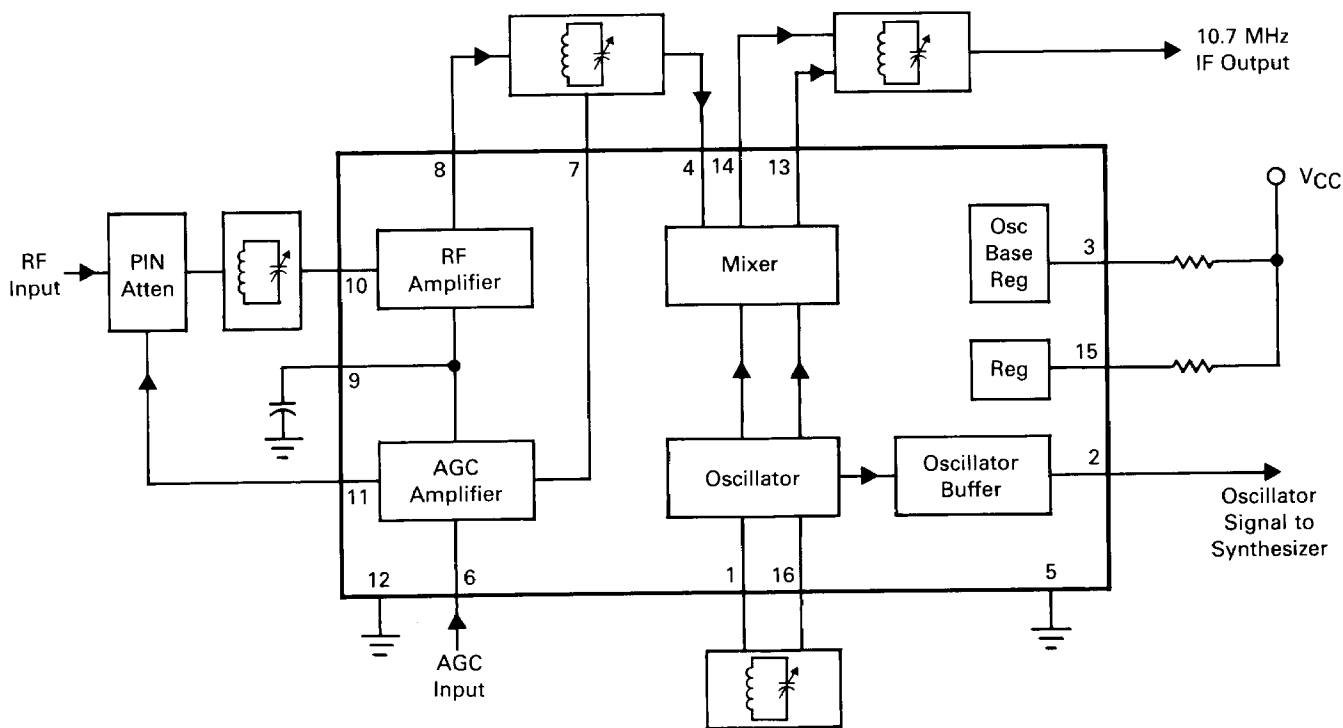 10.7 MHz
IF Output
8
7
4
14
13
VCC
RF
Input
PIN
Atten
10
RF
Amplifier
Mixer
Osc
Base
Reg
3
9
Reg
15
11
AGC
Amplifier
Oscillator
Oscillator
Buffer
2
Oscillator
Signal to
Synthesizer
12
6
1
16
5
AGC
Input